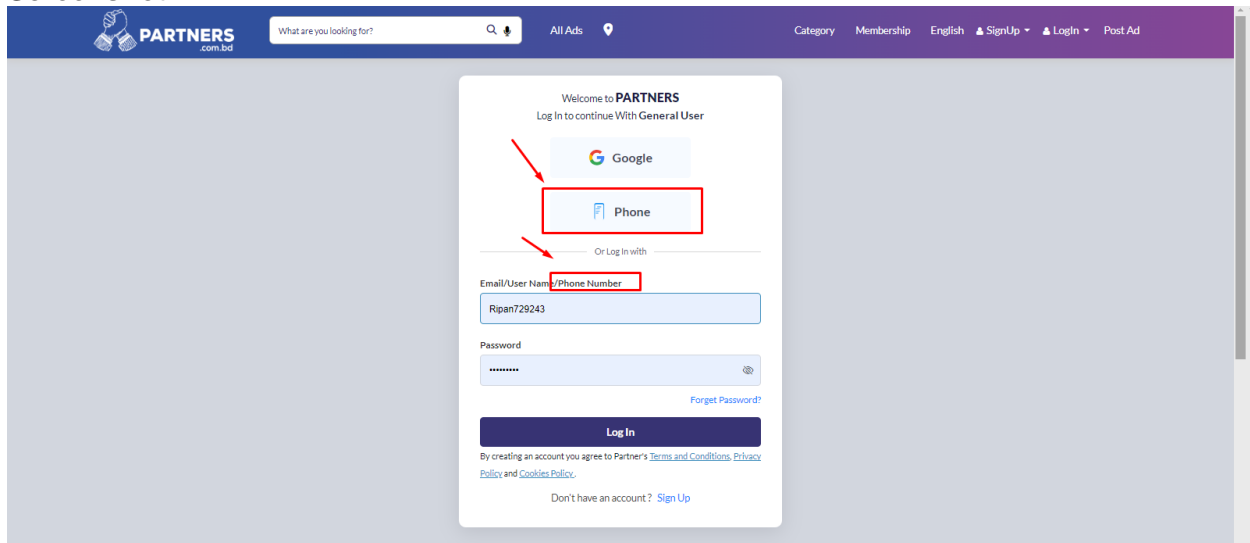 PARTNERS
.com.bd
What are you looking for?
All Ads
Category Membership English SignUp LogIn Post Ad
Welcome to PARTNERS
Log In to continue With General User
Google
Phone
Or Log In with
Email/User Name/Phone Number
Ripan729243
Password
Forget Password?
Log In
By creating an account you agree to Partner's Terms and Conditions, Privacy
Policy and Cookies Policy .
Don't have an account ? Sign Up